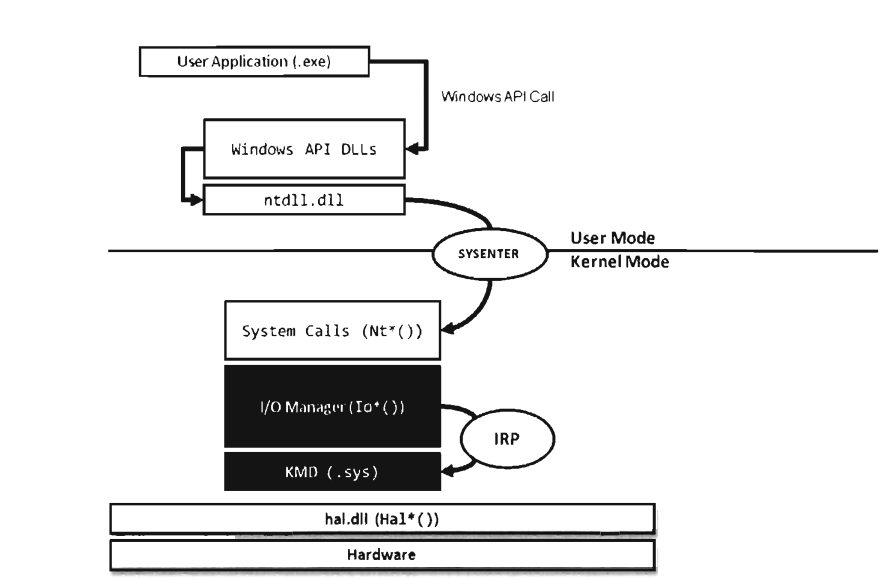 User Application (.exe)
Windows API Call
Windows API DLLs
ntdll.dll
SYSENTER
User Mode
Kernel Mode
System Calls (Nt*())
I/O Manager (Io*())
IRP
KMD (.sys)
hal.dll (Hal*())
Hardware